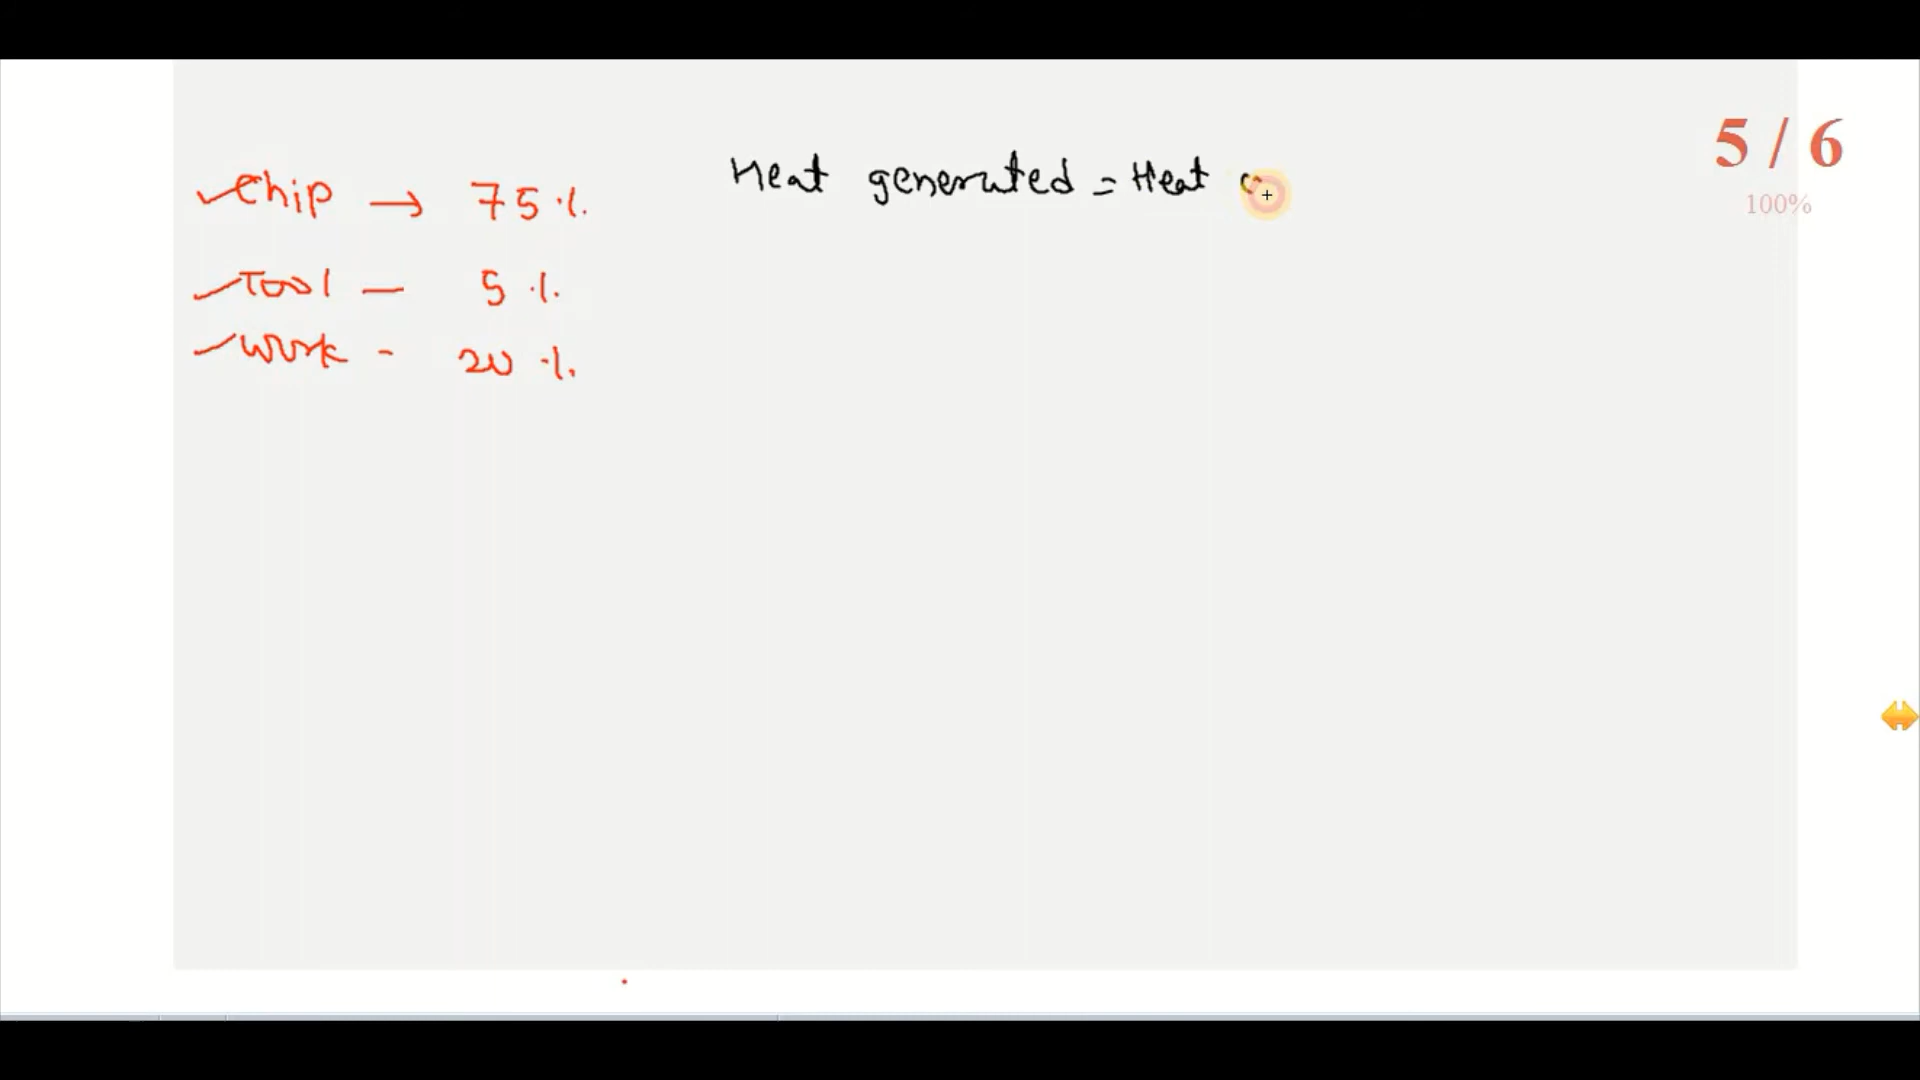 5 / 6
100%
Chip → 75 %
Heat generated = Heat
Tool — 5 %
Work - 20 %